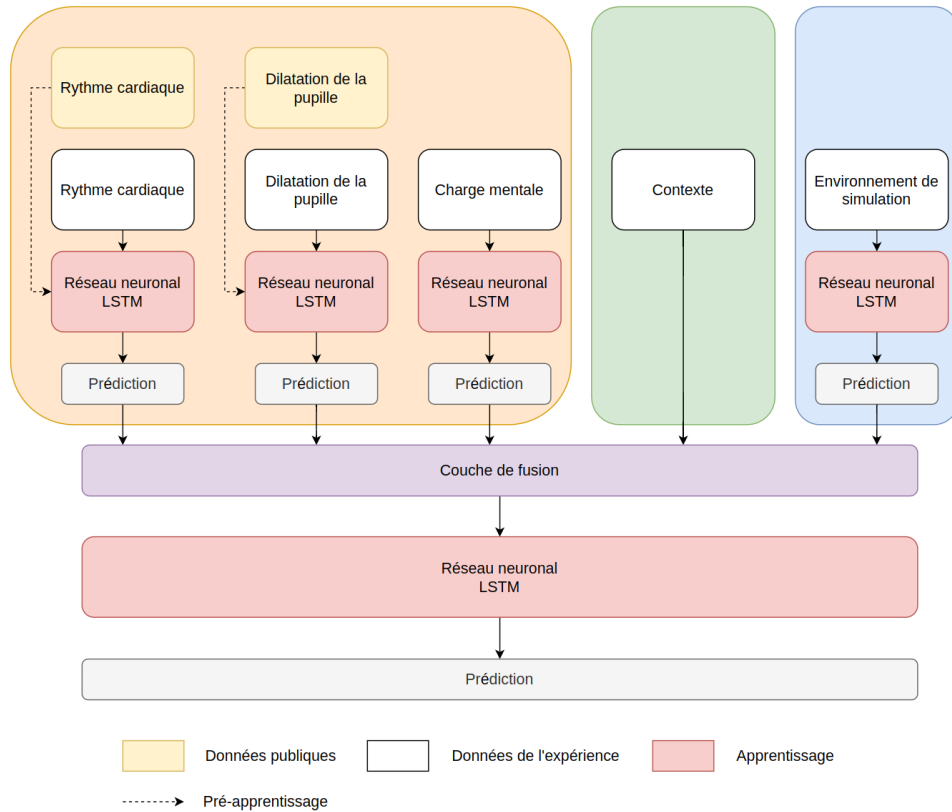 Rythme cardiaque
Dilatation de la
pupille
Rythme cardiaque
Dilatation de la
pupille
Charge mentale
Contexte
Environnement de
simulation
Réseau neuronal
LSTM
Réseau neuronal
LSTM
Réseau neuronal
LSTM
Réseau neuronal
LSTM
Prédiction
Prédiction
Prédiction
Prédiction
Couche de fusion
Réseau neuronal
LSTM
Prédiction
Données publiques
Données de l'expérience
Apprentissage
Pré-apprentissage